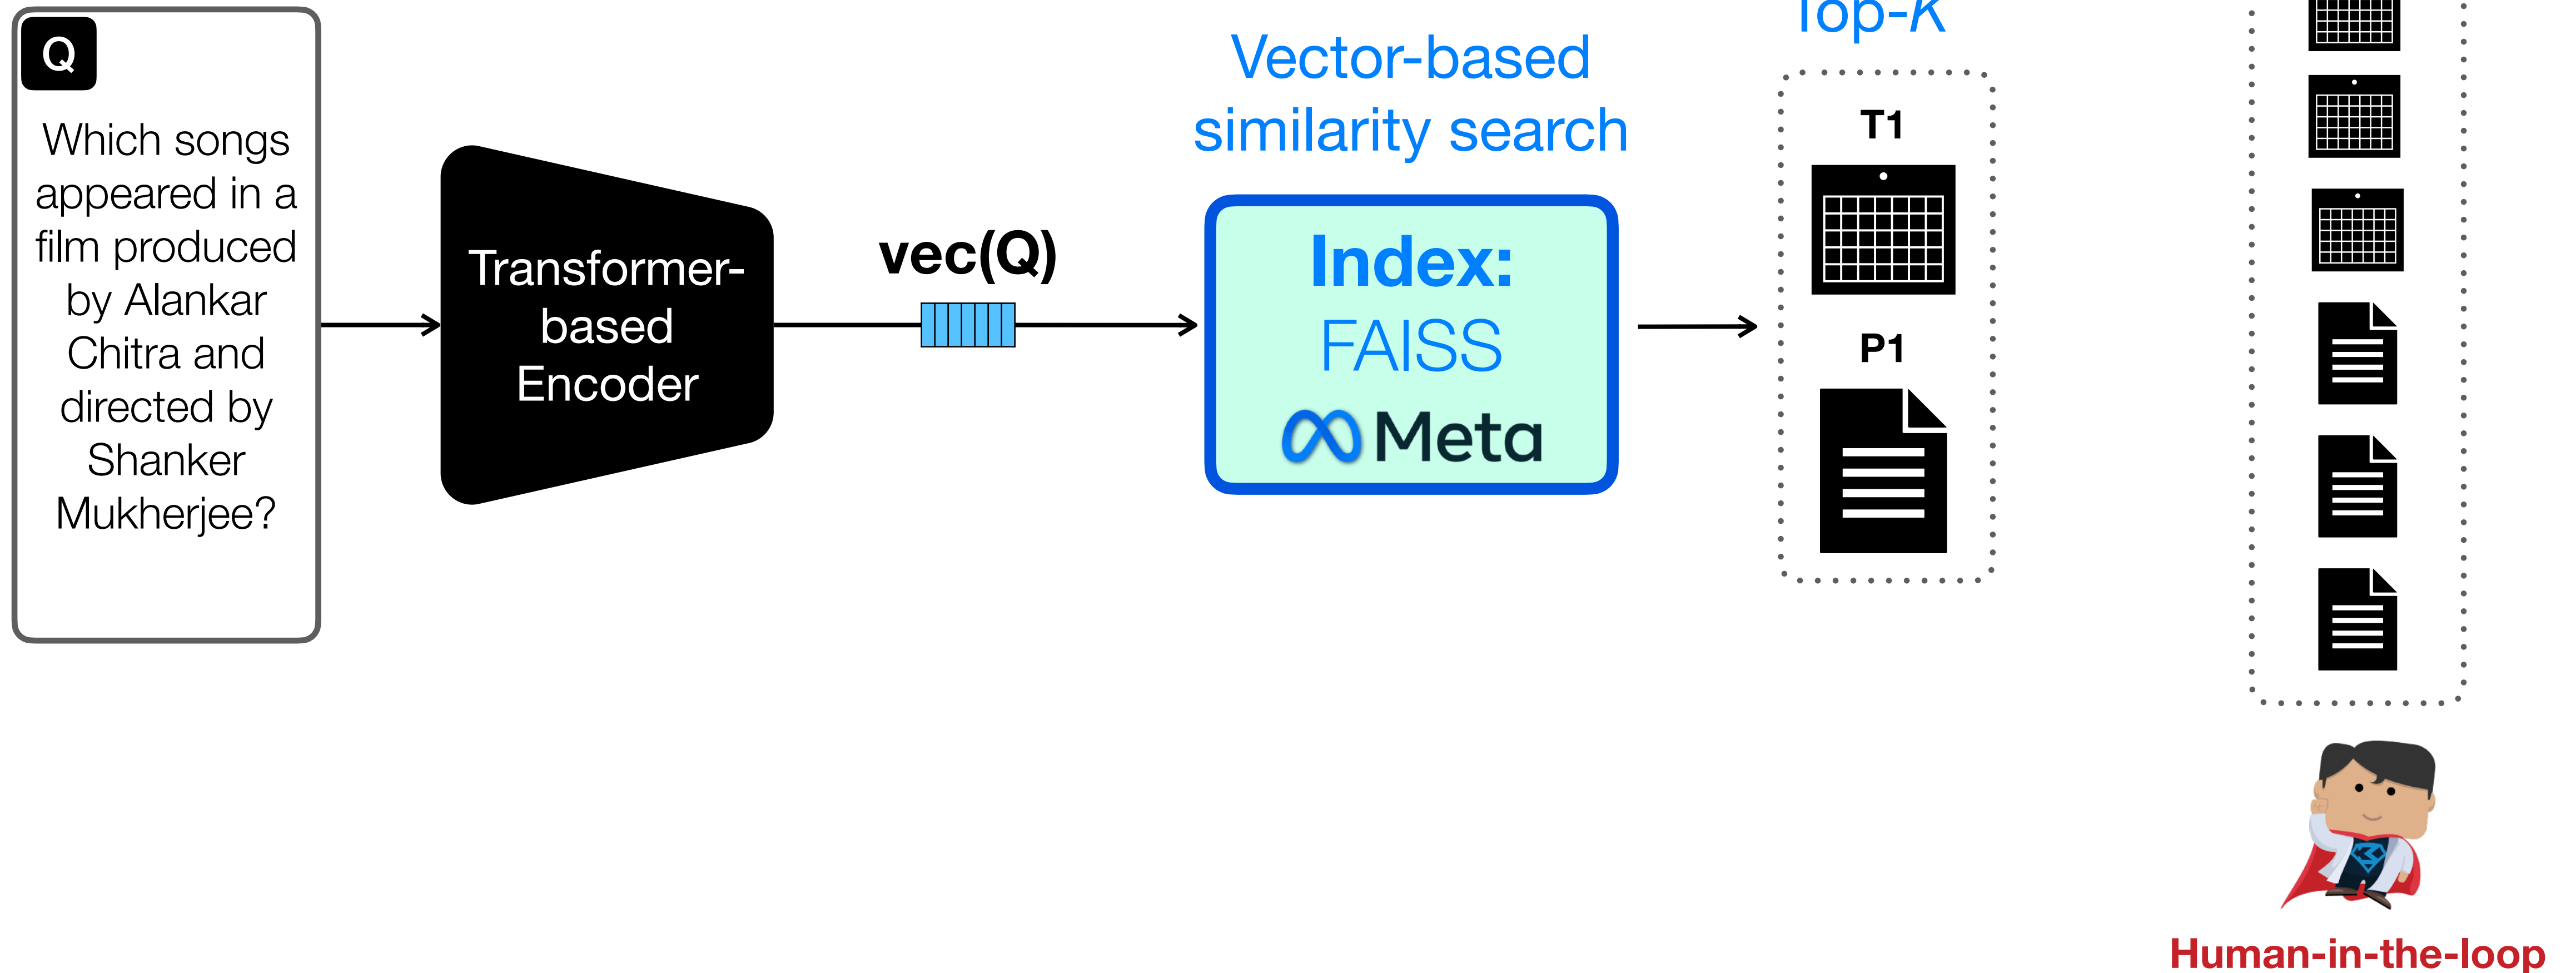 Q
Which songs
appeared in a
film produced
by Alankar
Chitra and
directed by
Shanker
Mukherjee?
Transformer-
based
Encoder
vec(Q)
Vector-based
similarity search
Index:
FAISS
Meta
Top-K
T1
P1
Human-in-the-loop